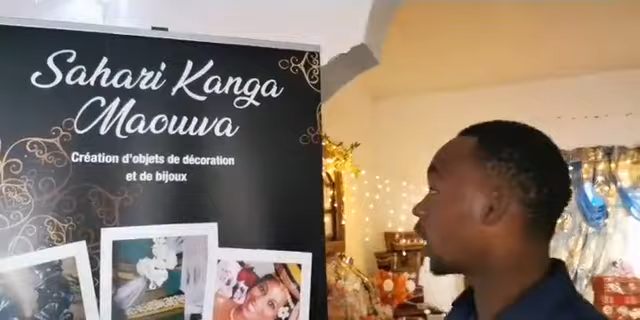 Sahari Kanga
Maouwa
Création d'objets de décoration
et de bijoux